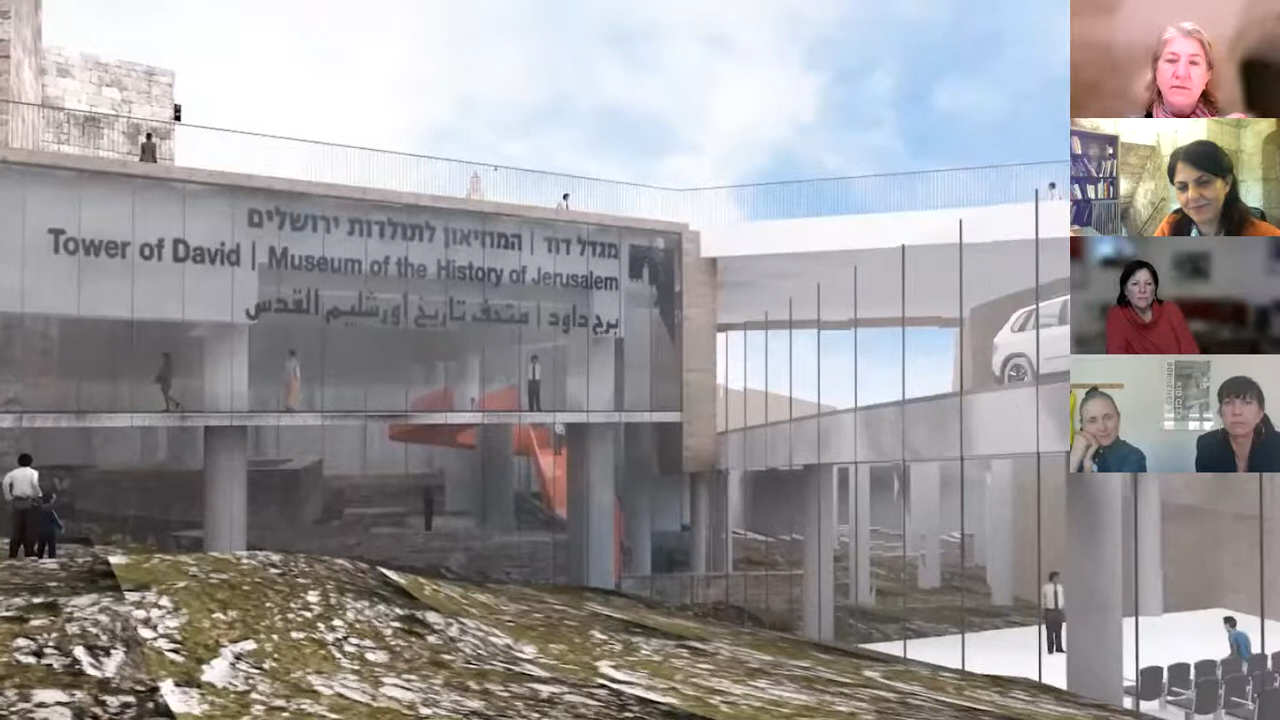 מגדל דוד | המוזיאון לתולדות ירושלים
Tower of David | Museum of the History of Jerusalem
برج داود | متحف تاريخ اورشليم القدس